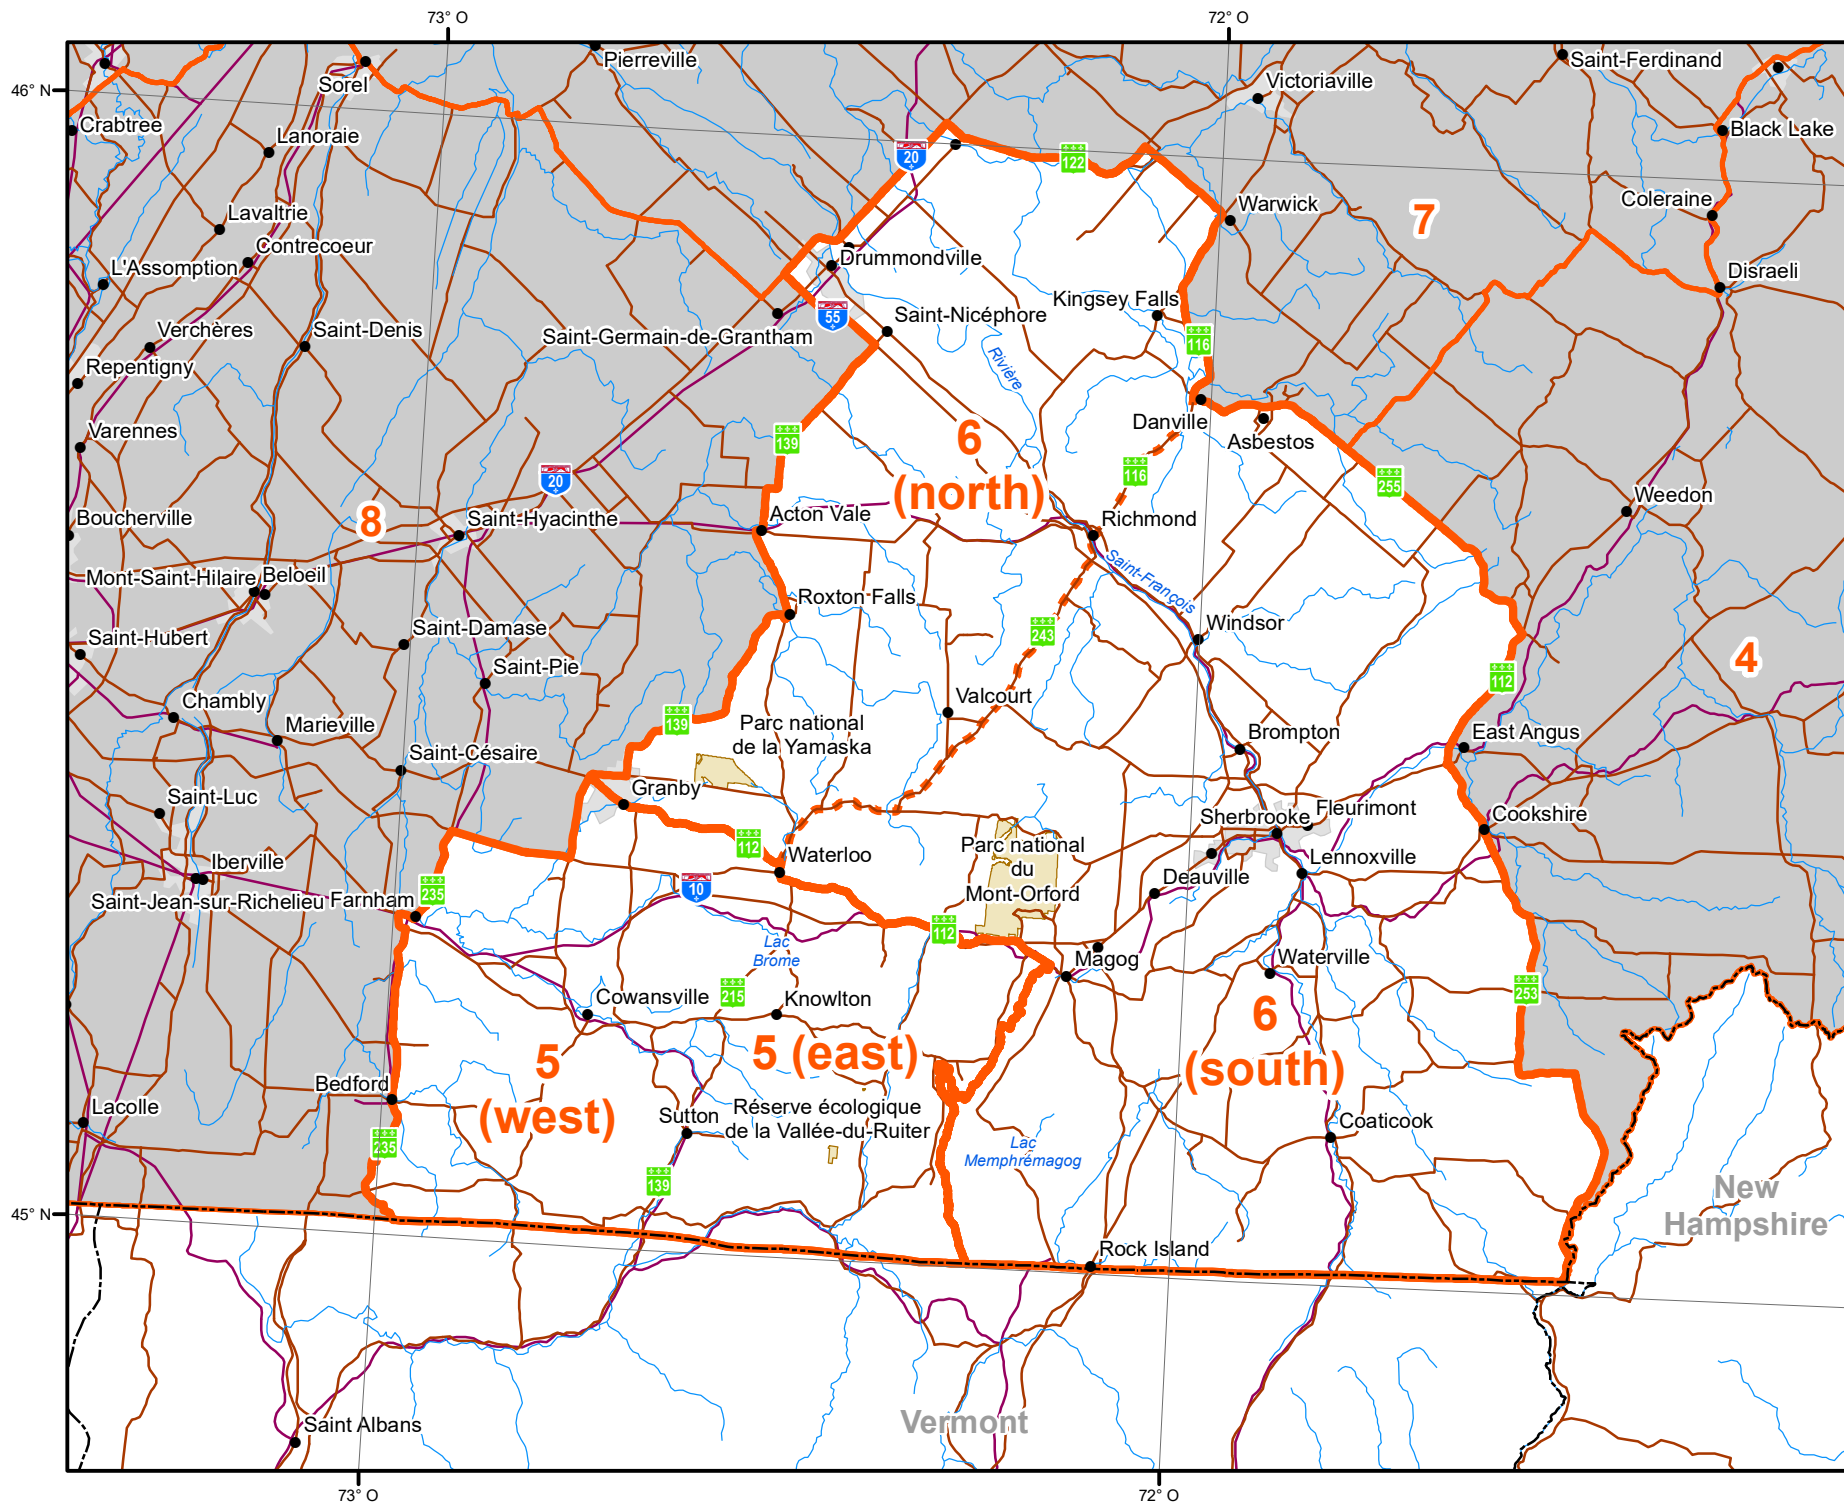 73° O
72° O
46° N
Pierreville
Sorel
Saint-Ferdinand
Victoriaville
Crabtree
Lanoraie
Black Lake
20
122
Lavaltrie
Warwick
Coleraine
7
Contrecoeur
L'Assomption
Drummondville
Disraeli
Kingsey Falls
55
Saint-Nicéphore
Verchères
Saint-Denis
Saint-Germain-de-Grantham
116
Repentigny
Rivière
Varennes
139
6
(north)
Danville
Asbestos
116
255
20
Weedon
Boucherville
8
Saint-Hyacinthe
Acton Vale
Richmond
Mont-Saint-Hilaire
Beloeil
Saint-François
Roxton Falls
Saint-Hubert
Saint-Damase
243
Windsor
4
Saint-Pie
112
Chambly
Valcourt
Marieville
139
Parc national
de la Yamaska
Brompton
East Angus
Saint-Césaire
Granby
Saint-Luc
Fleurimont
Sherbrooke
Cookshire
112
Waterloo
Parc national
du
Mont-Orford
Iberville
Lennoxville
Deauville
10
235
Saint-Jean-sur-Richelieu
Farnham
112
Lac
Brome
Magog
Waterville
215
Cowansville
Knowlton
253
6
(south)
5
(west)
5 (east)
Bedford
Lacolle
Sutton
Réserve écologique
de la Vallée-du-Ruiter
Coaticook
235
Lac
Memphrémagog
139
New
Hampshire
45° N
Rock Island
Saint Albans
Vermont
73° O
72° O